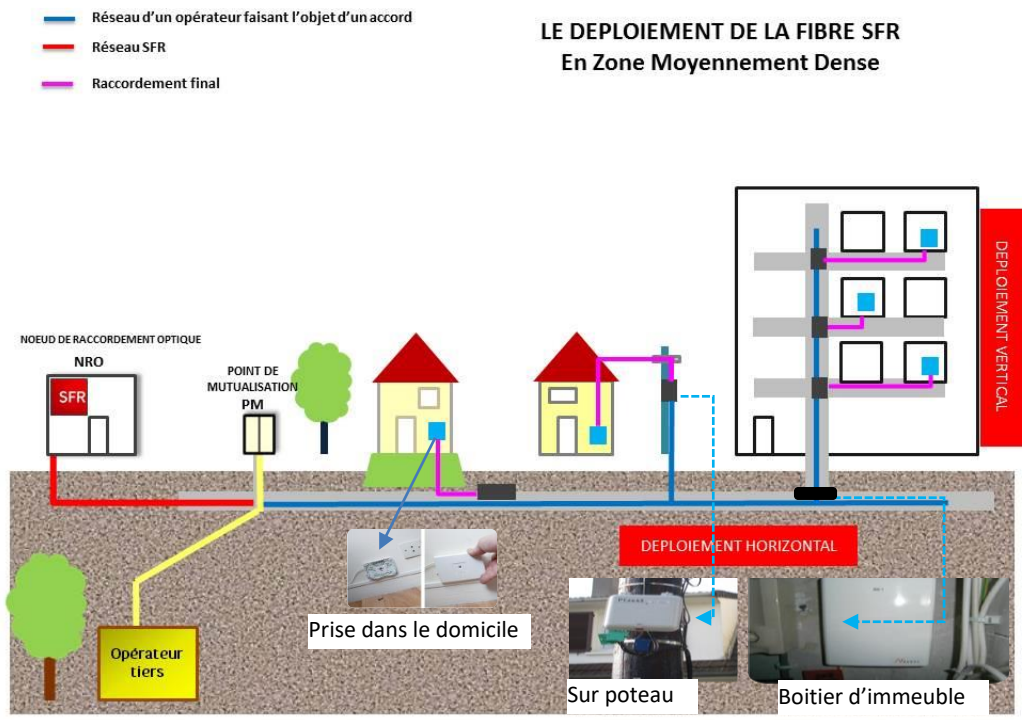 Réseau d'un opérateur faisant l'objet d'un accord
Réseau SFR
Raccordement final
LE DEPLOIEMENT DE LA FIBRE SFR
En Zone Moyennement Dense
NOEUD DE RACCORDEMENT OPTIQUE
NRO
SFR
POINT DE
MUTUALISATION
PM
DEPLOIEMENT VERTICAL
DEPLOIEMENT HORIZONTAL
Prise dans le domicile
Opérateur
tiers
Sur poteau
Boitier d'immeuble